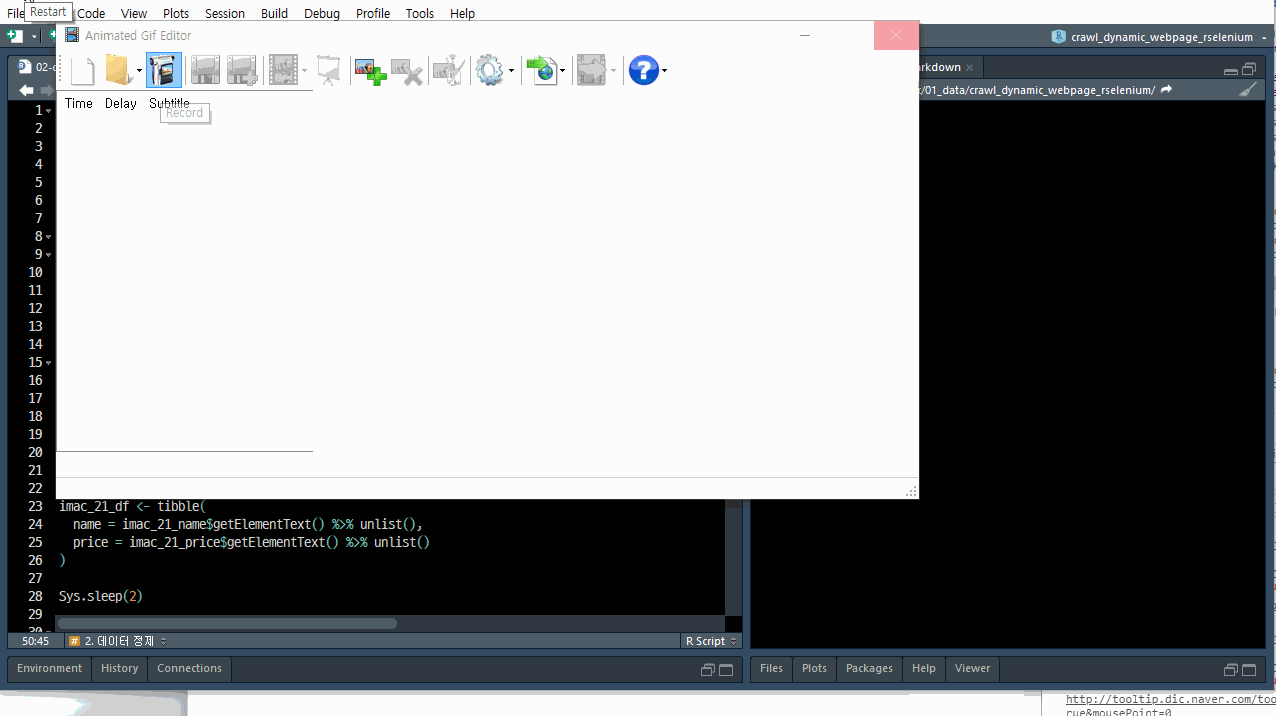 File Code View Plots Session Build Debug Profile Tools Help
Restart
Animated Gif Editor
crawl_dynamic_webpage_rselenium
02-c
arkdown
/01_data/crawl_dynamic_webpage_rselenium/
Time Delay Subtitle
Record
1
2
3
4
5
6
7
8
9
10
11
12
13
14
15
16
17
18
19
20
21
22
23 imac_21_df <- tibble(
24 name = imac_21_name$getElementText() %>% unlist(),
25 price = imac_21_price$getElementText() %>% unlist()
26 )
27
28 Sys.sleep(2)
29
30
50:45 # 2. 데이터 정제 R Script
Environment History Connections Files Plots Packages Help Viewer
http://tooltip.dic.naver.com/too
rue&mousePoint=0